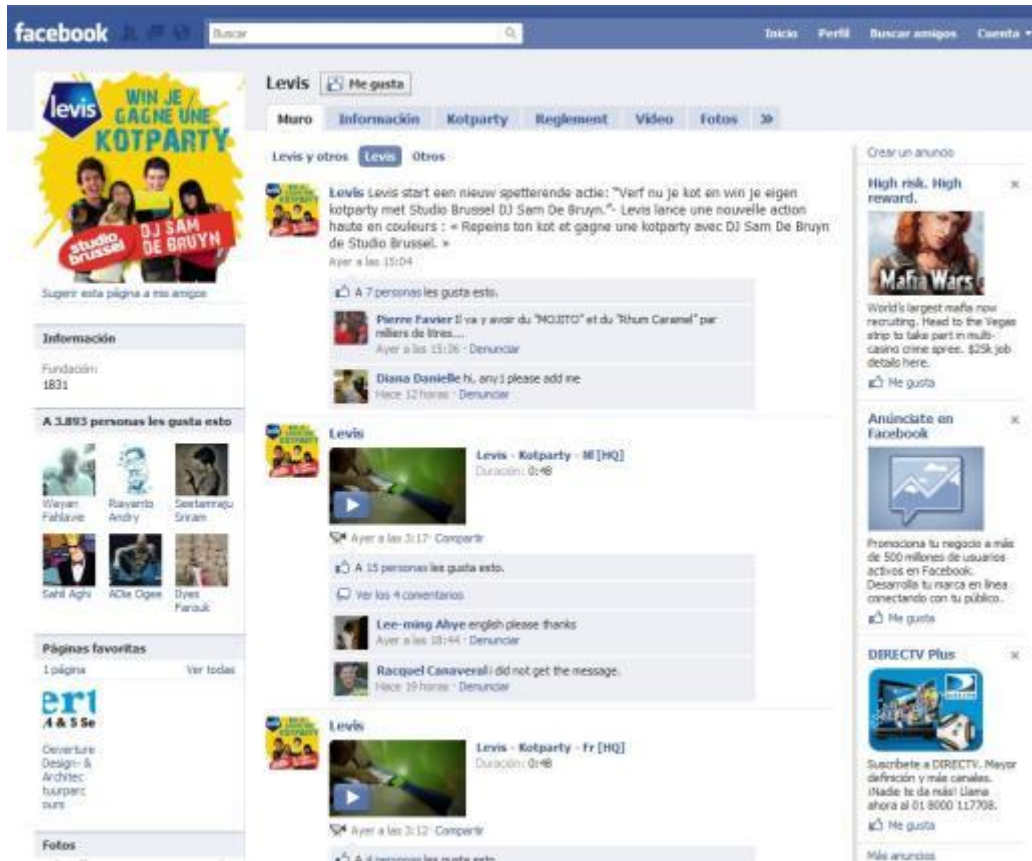 facebook
Buscar
Inicio Perfil Buscar amigos Cuenta
levis
WIN JE /
GAGNE UNE
KOTPARTY
studio
brussel
DJ SAM
DE BRUYN
Sugerir esta página a mis amigos
Información
Fundación:
1831
A 3.893 personas les gusta esto
Wayan
Fahlavie
Riayanto
Andry
Seetamraju
Sriram
Sahil Aghi
ADie Ogee
Ilyes
Farouk
Páginas favoritas
1 página Ver todas
ert
4 & 5 Se
Oeverture
Design- &
Architec
tuurparc
ours
Fotos
Levis Me gusta
Muro Información Kotparty Reglement Video Fotos »
Levis y otros Levis Otros
Levis Levis start een nieuw spetterende actie: "Verf nu je kot en win je eigen
kotparty met Studio Brussel DJ Sam De Bruyn."- Levis lance une nouvelle action
haute en couleurs : « Repeins ton kot et gagne une kotparty avec DJ Sam De Bruyn
de Studio Brussel. »
Ayer a las 15:04
A 7 personas les gusta esto.
Pierre Favier Il va y avoir du "MOJITO" et du "Rhum Caramel" par
milliers de litres...
Ayer a las 15:36 · Denunciar
Diana Danielle hi, any1 please add me
Hace 12 horas · Denunciar
Levis
Levis - Kotparty - Nl [HQ]
Duración: 0:48
Ayer a las 3:17 · Compartir
A 15 personas les gusta esto.
Ver los 4 comentarios
Lee-ming Ahye english please thanks
Ayer a las 18:44 · Denunciar
Racquel Canaveral i did not get the message.
Hace 19 horas · Denunciar
Levis
Levis - Kotparty - Fr [HQ]
Duración: 0:48
Ayer a las 3:12 · Compartir
A 4 personas les gusta esto.
Crear un anuncio
High risk. High
reward.
Mafia Wars
World's largest mafia now
recruiting. Head to the Vegas
strip to take part in multi-
casino crime spree. $25k job
details here.
Me gusta
Anúnciate en
Facebook
Promociona tu negocio a más
de 500 millones de usuarios
activos en Facebook.
Desarrolla tu marca en línea
conectando con tu público.
Me gusta
DIRECTV Plus
Suscríbete a DIRECTV. Mayor
definición y más canales.
¡Nadie te da más! Llama
ahora al 01 8000 117708.
Me gusta
Más anuncios